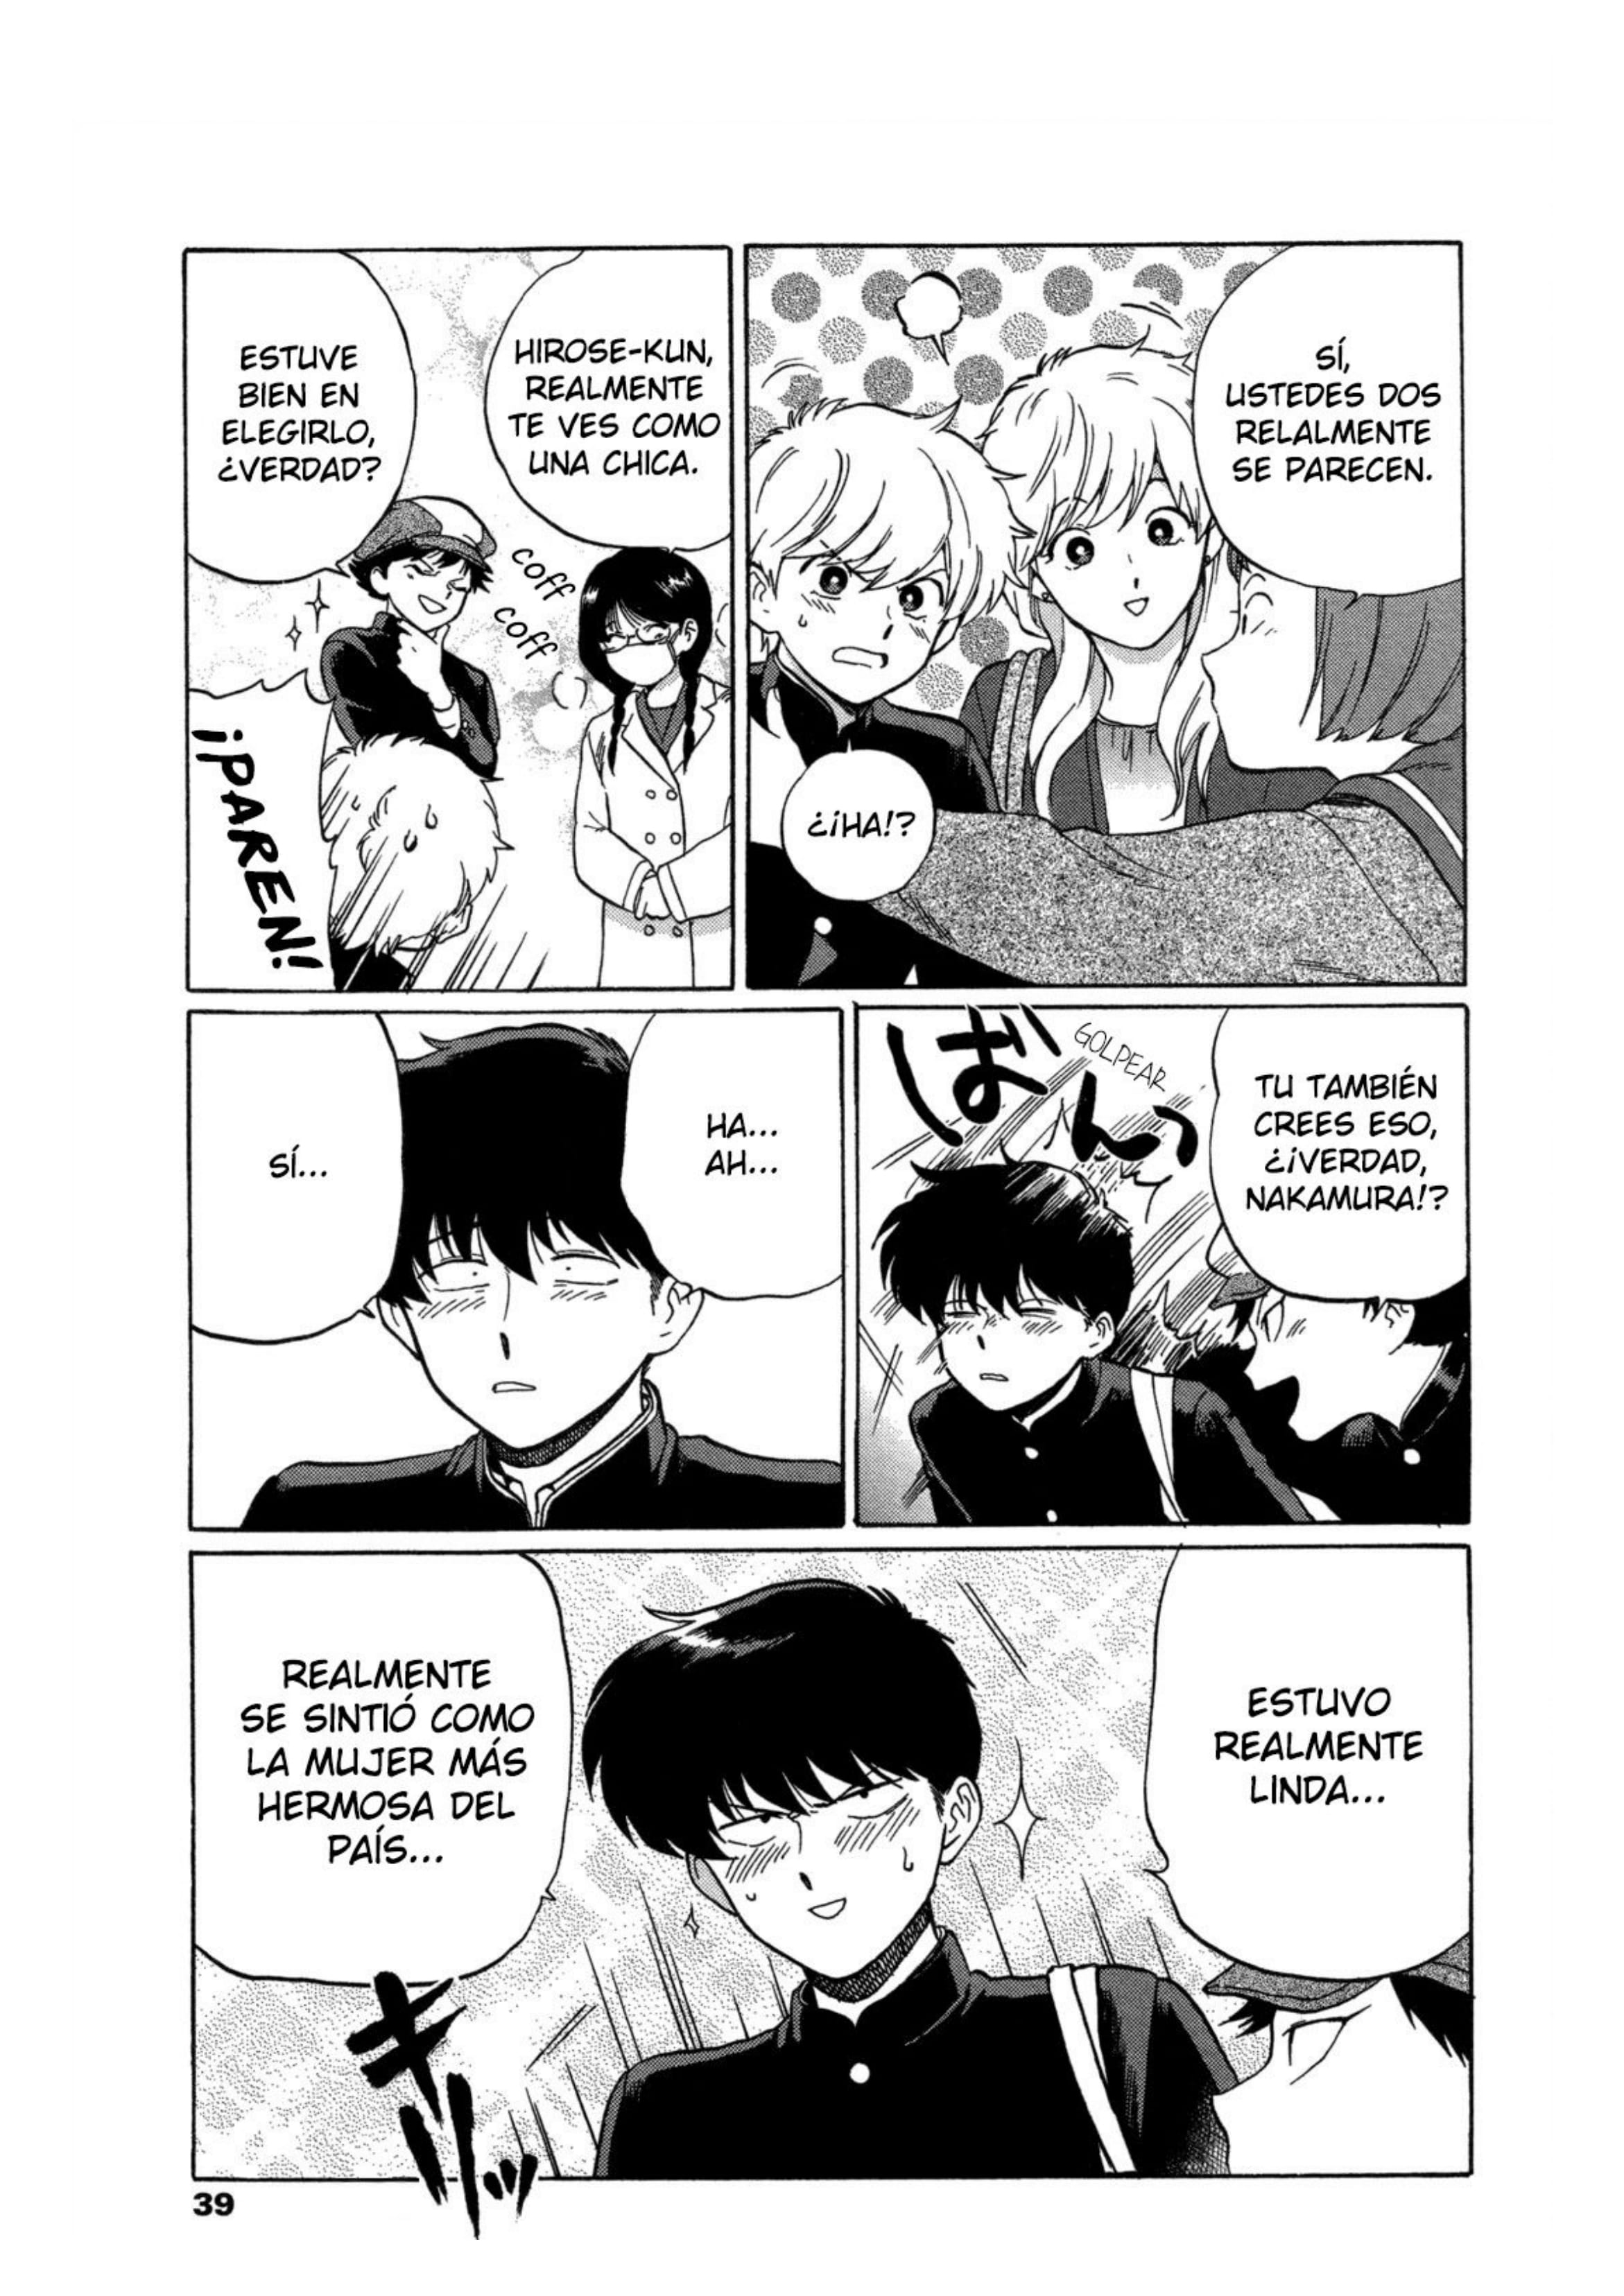 SÍ,
USTEDES DOS
RELALMENTE
SE PARECEN.
¿¡HA!?
HIROSE-KUN,
REALMENTE
TE VES COMO
UNA CHICA.
ESTUVE
BIEN EN
ELEGIRLO,
¿VERDAD?
coff
coff
¡PAREN!
TU TAMBIÉN
CREES ESO,
¿¡VERDAD,
NAKAMURA!?
ばんっ
GOLPEAR
HA...
AH...
SÍ...
ESTUVO
REALMENTE
LINDA...
REALMENTE
SE SINTIÓ COMO
LA MUJER MÁS
HERMOSA DEL
PAÍS...
キリッ
39